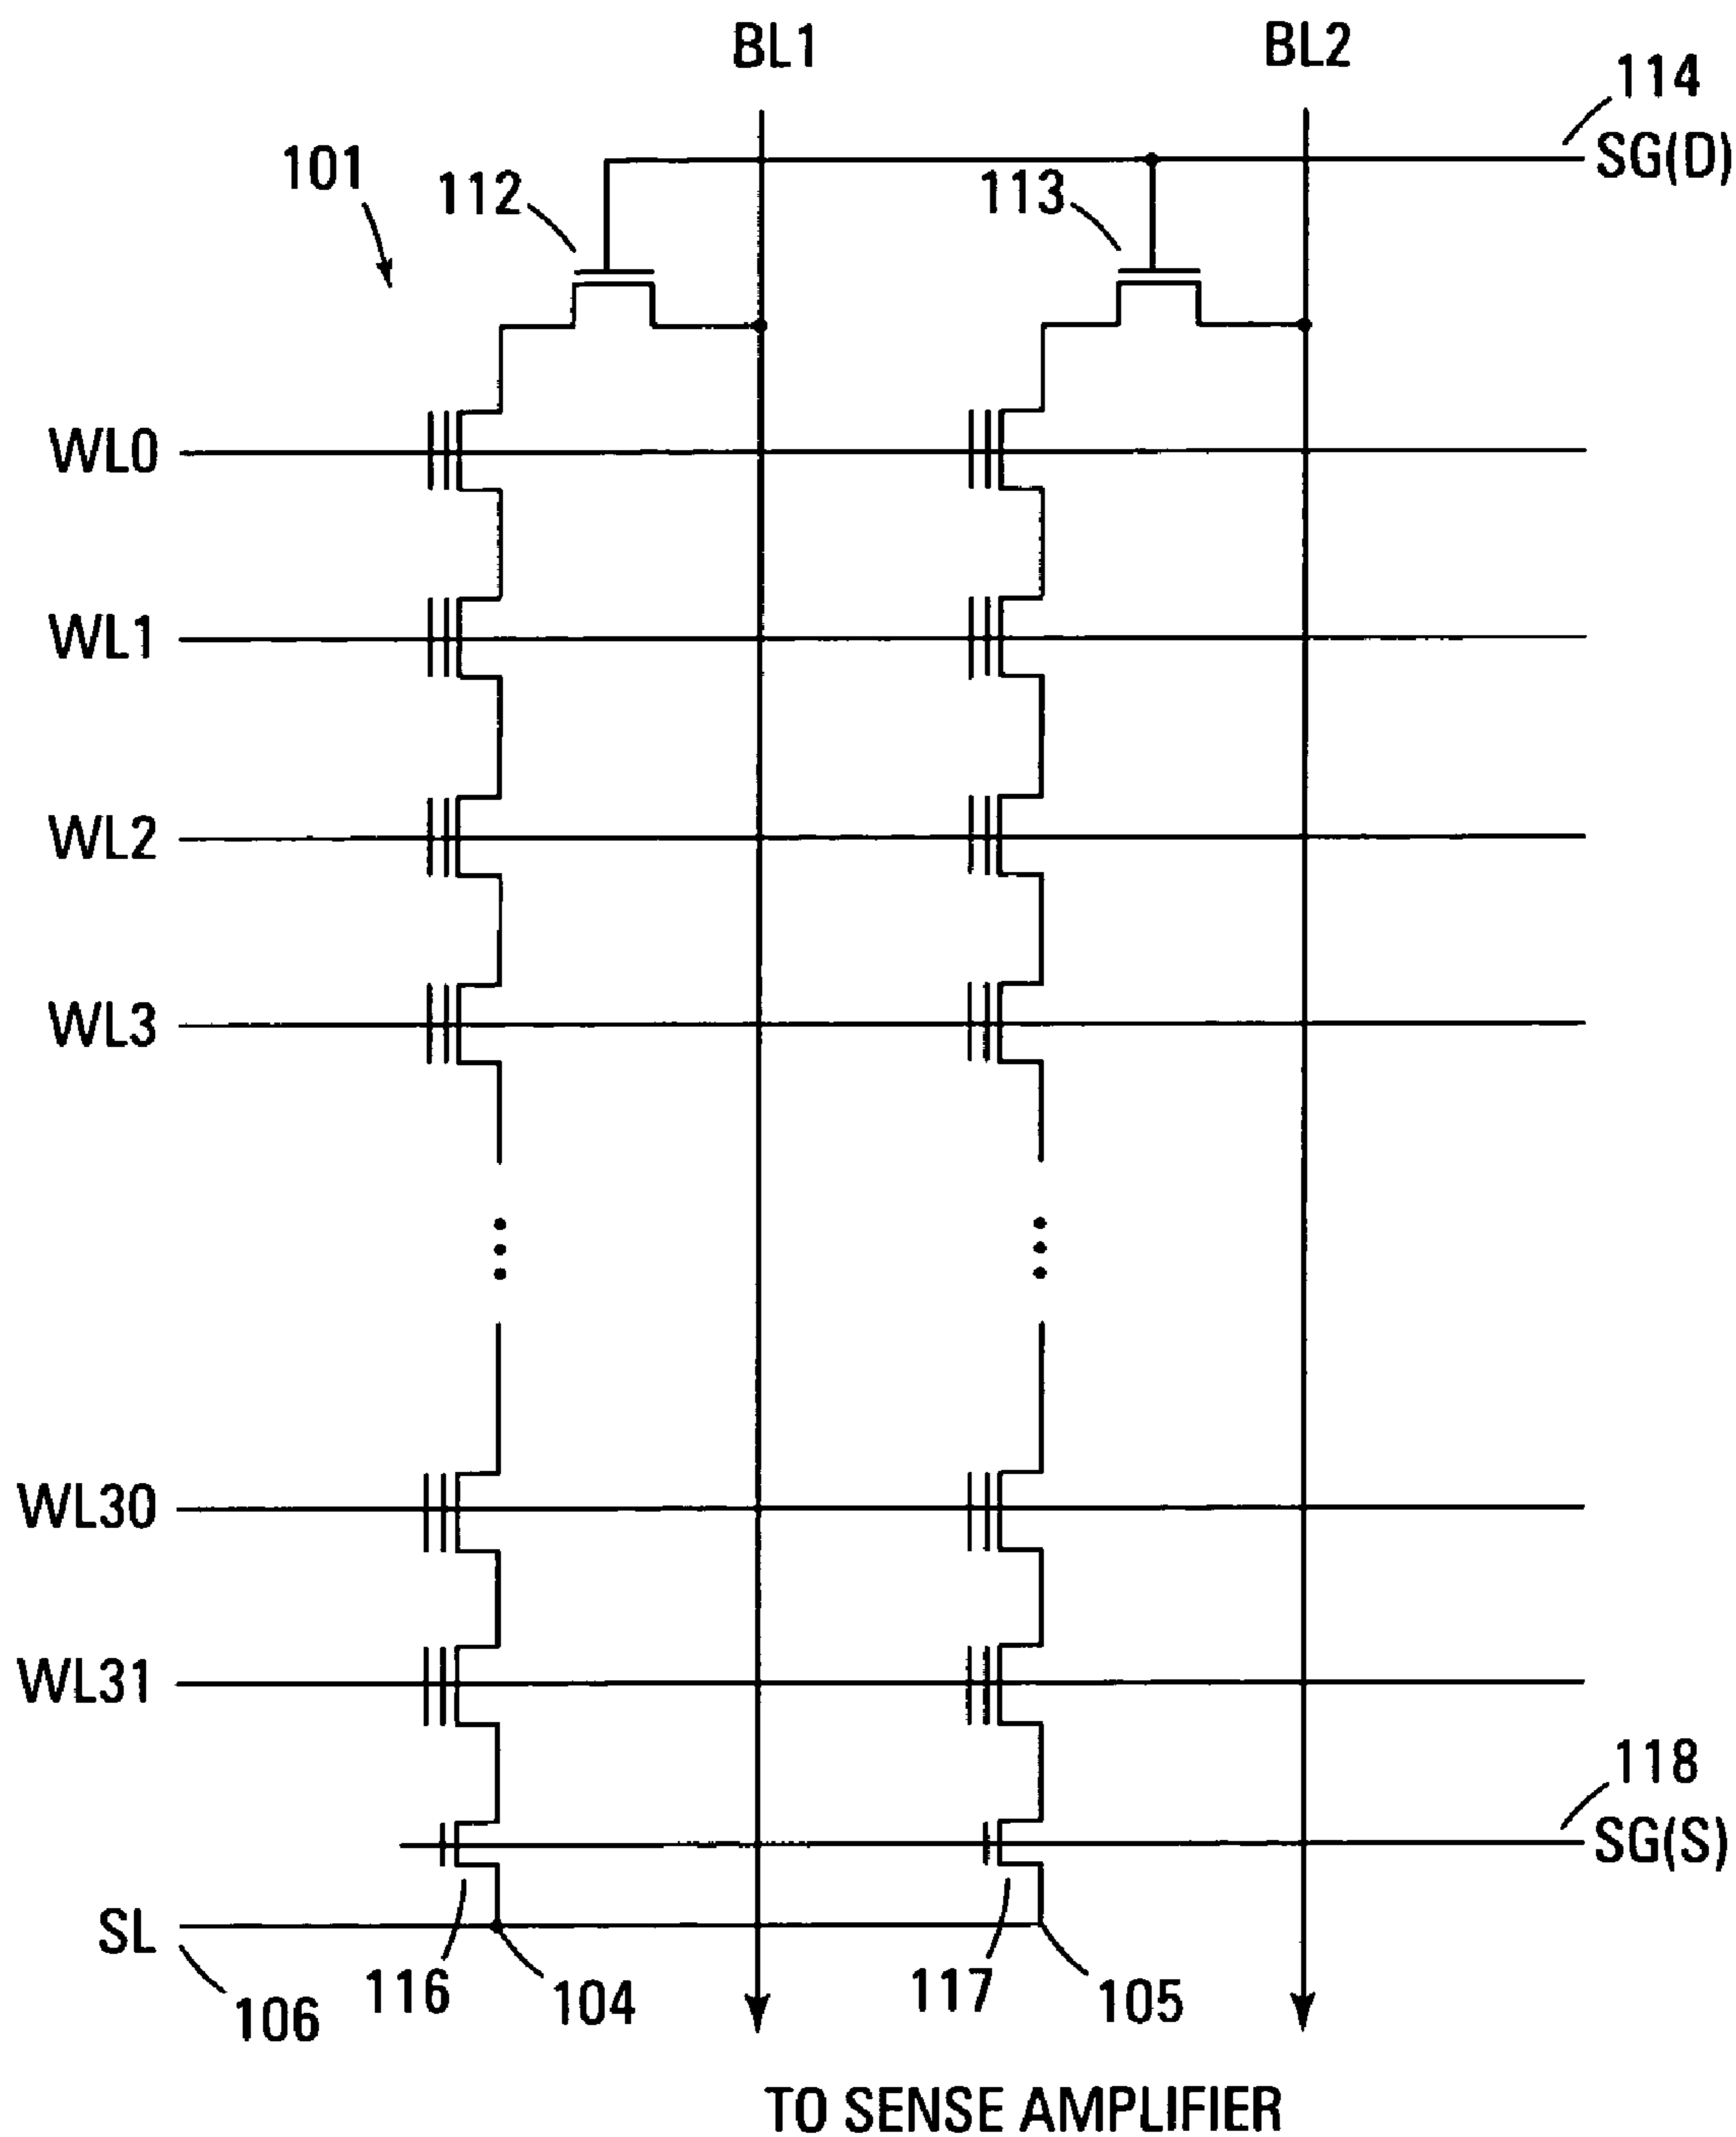 BL1
BL2
114
SG(D)
101
112
113
WL0
WL1
WL2
WL3
WL30
WL31
118
SG(S)
SL
106
116
104
117
105
TO SENSE AMPLIFIER